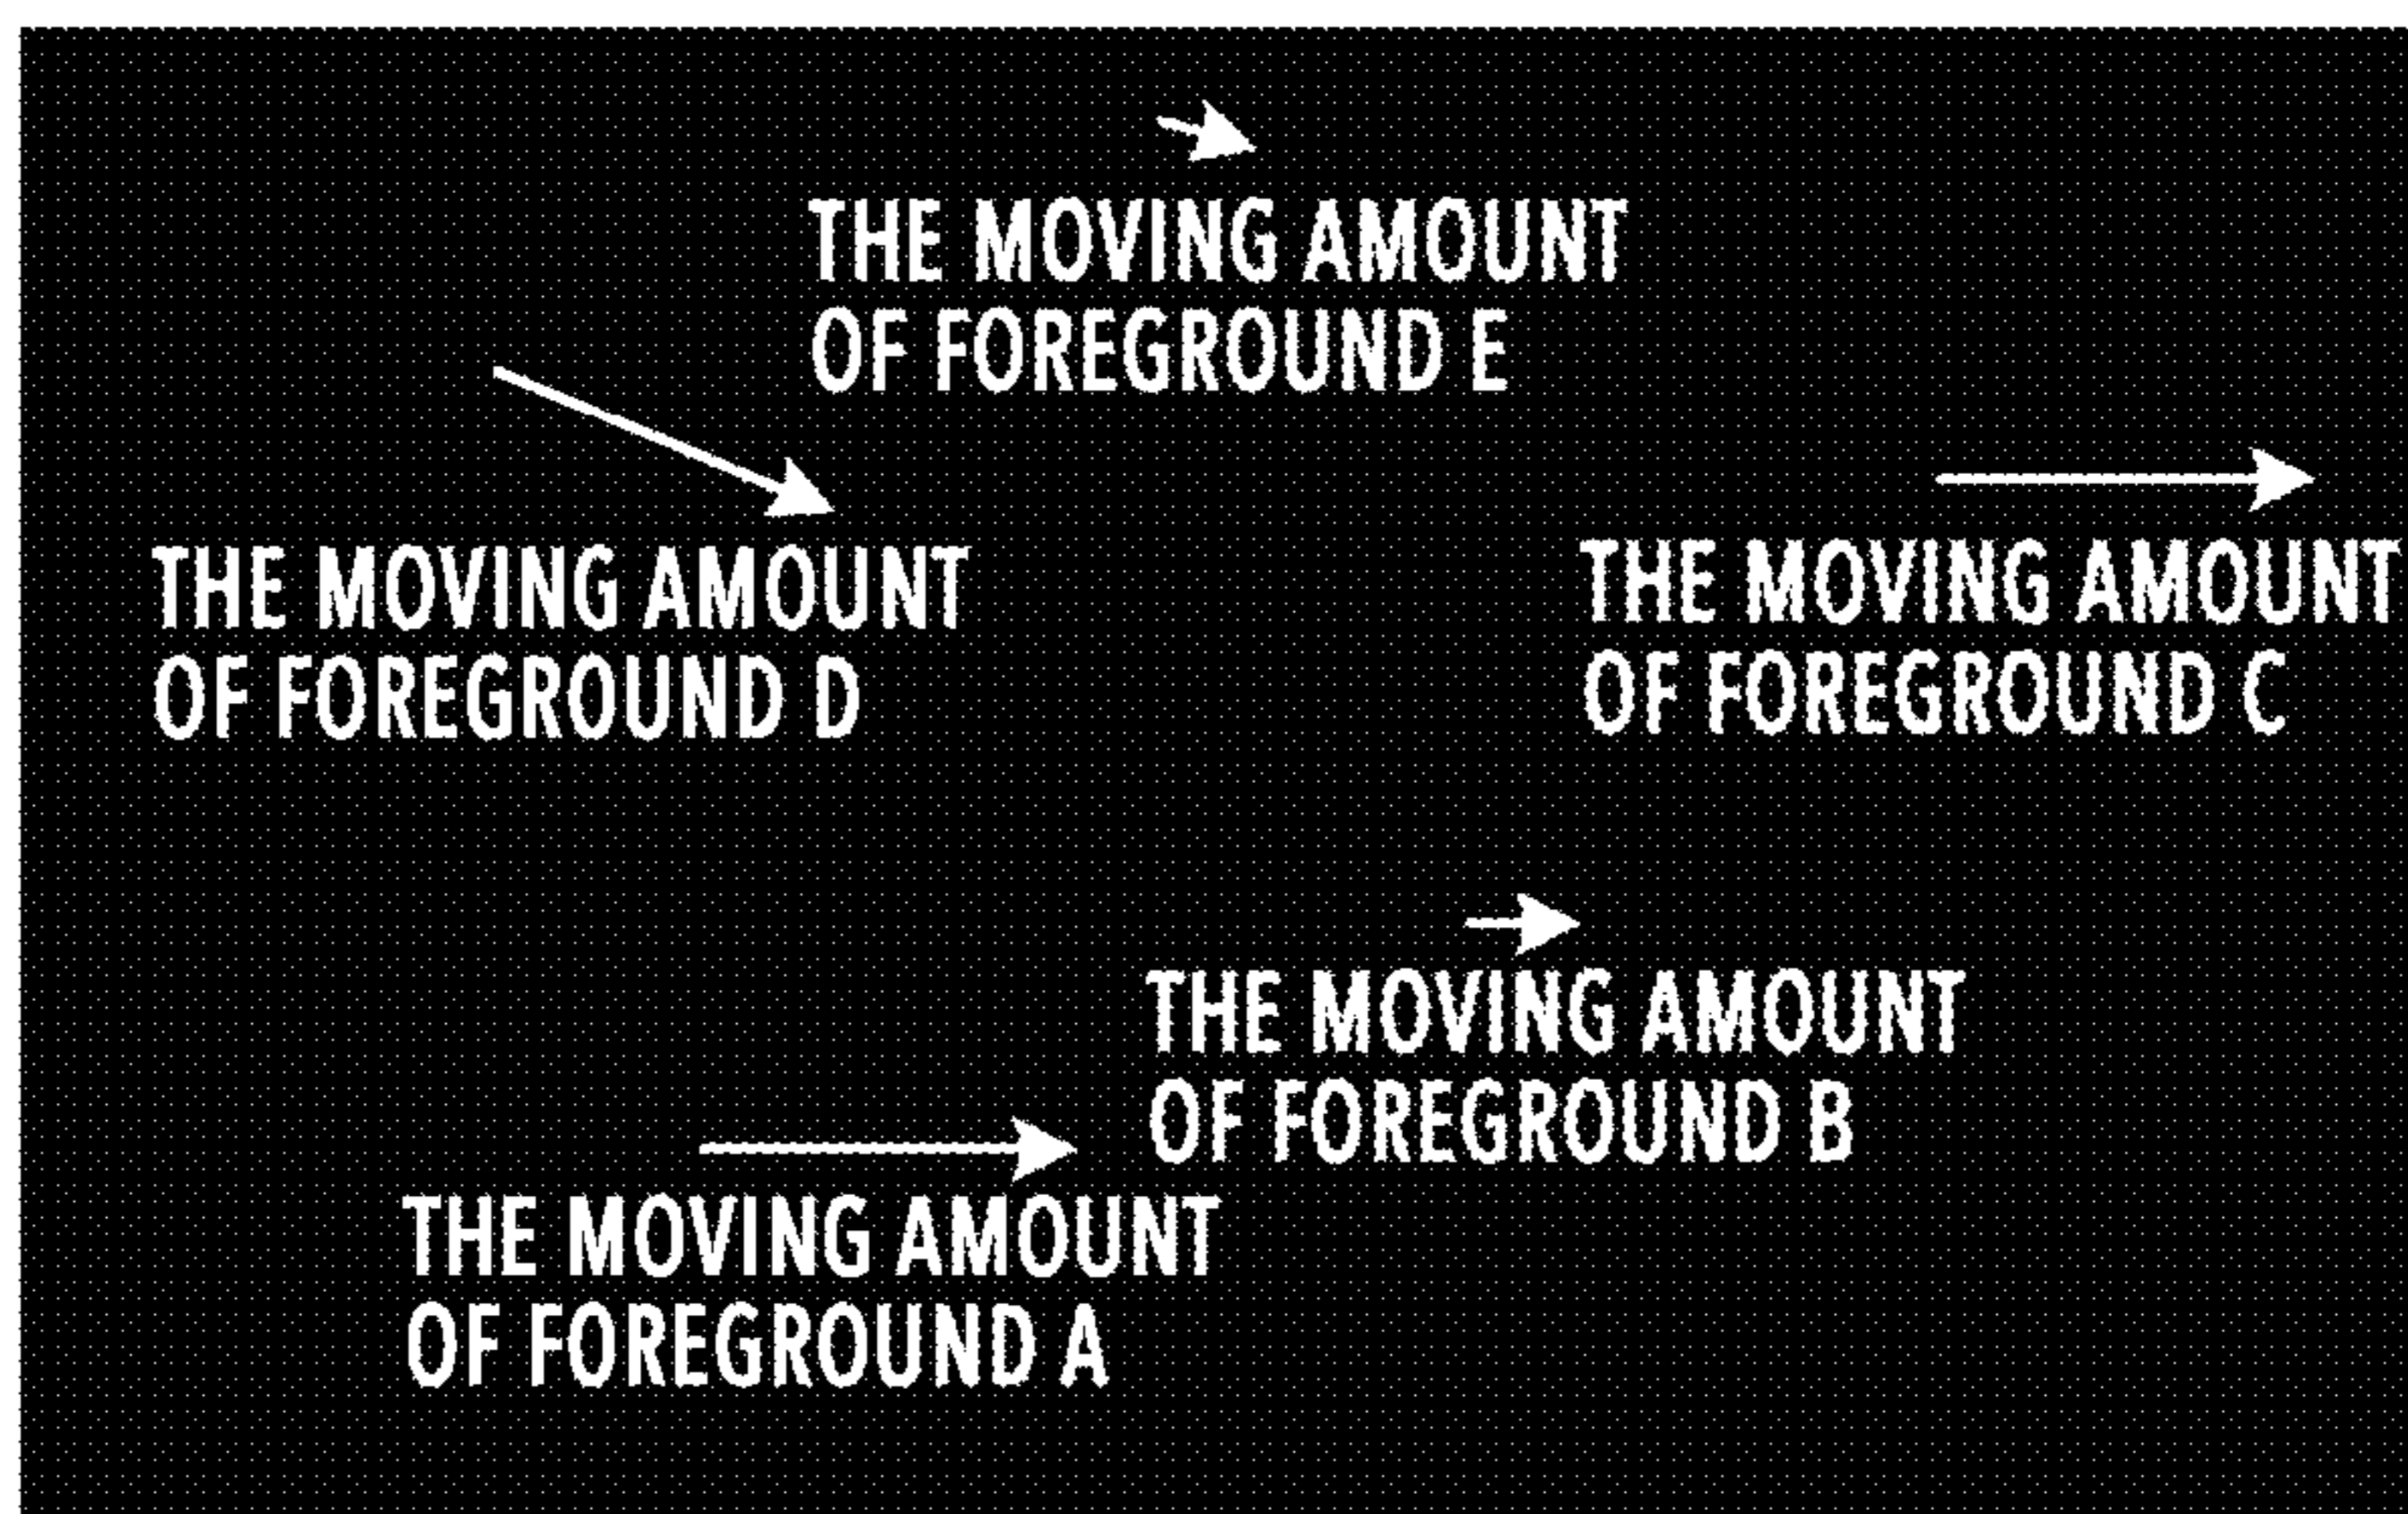 THE MOVING AMOUNT
OF FOREGROUND E
THE MOVING AMOUNT
OF FOREGROUND D
THE MOVING AMOUNT
OF FOREGROUND C
THE MOVING AMOUNT
OF FOREGROUND B
THE MOVING AMOUNT
OF FOREGROUND A